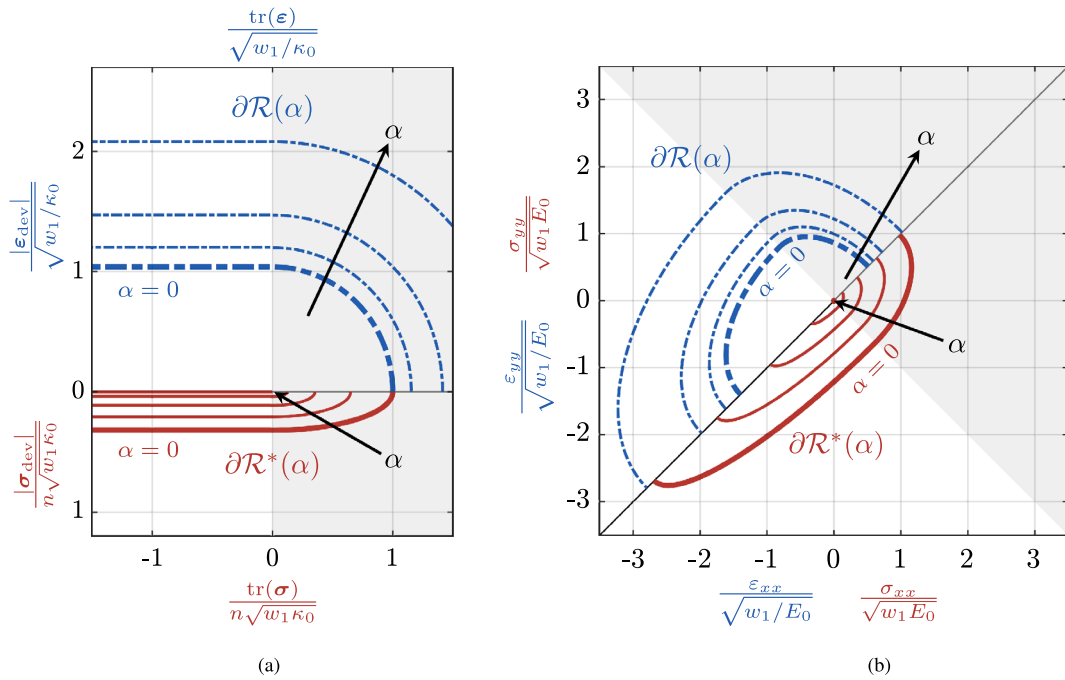 tr(ε)
√w₁/κ₀
∂R(α)
α
2
1
0
1
|ε_dev|
√w₁/κ₀
α = 0
|σ_dev|
n√w₁κ₀
α = 0
∂R*(α)
α
-1 0 1
tr(σ)
n√w₁κ₀
(a)
3
2
1
0
-1
-2
-3
∂R(α)
α
σ_yy
√w₁E₀
ε_yy
√w₁/E₀
α = 0
α
α = 0
∂R*(α)
-3 -2 -1 0 1 2 3
ε_xx
√w₁/E₀
σ_xx
√w₁E₀
(b)